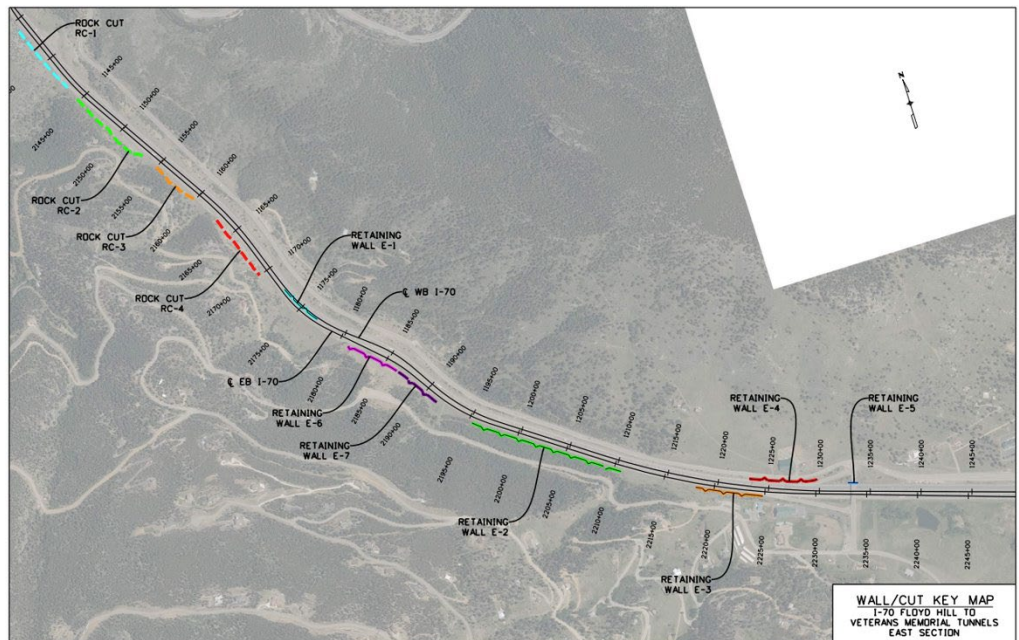 ROCK CUT
RC-1
1145+00
1150+00
1155+00
1160+00
1165+00
1170+00
1175+00
1180+00
1185+00
1190+00
1195+00
1200+00
1205+00
1210+00
1215+00
1220+00
1225+00
1230+00
1235+00
1240+00
1245+00
N
2145+00
2150+00
2155+00
2160+00
2165+00
2170+00
2175+00
2180+00
2185+00
2190+00
2195+00
2200+00
2205+00
2210+00
2215+00
2220+00
2225+00
2230+00
2235+00
2240+00
2245+00
ROCK CUT
RC-2
ROCK CUT
RC-3
ROCK CUT
RC-4
RETAINING
WALL E-1
℄ WB I-70
℄ EB I-70
RETAINING
WALL E-6
RETAINING
WALL E-7
RETAINING
WALL E-2
RETAINING
WALL E-4
RETAINING
WALL E-5
RETAINING
WALL E-3
WALL/CUT KEY MAP
I-70 FLOYD HILL TO
VETERANS MEMORIAL TUNNELS
EAST SECTION